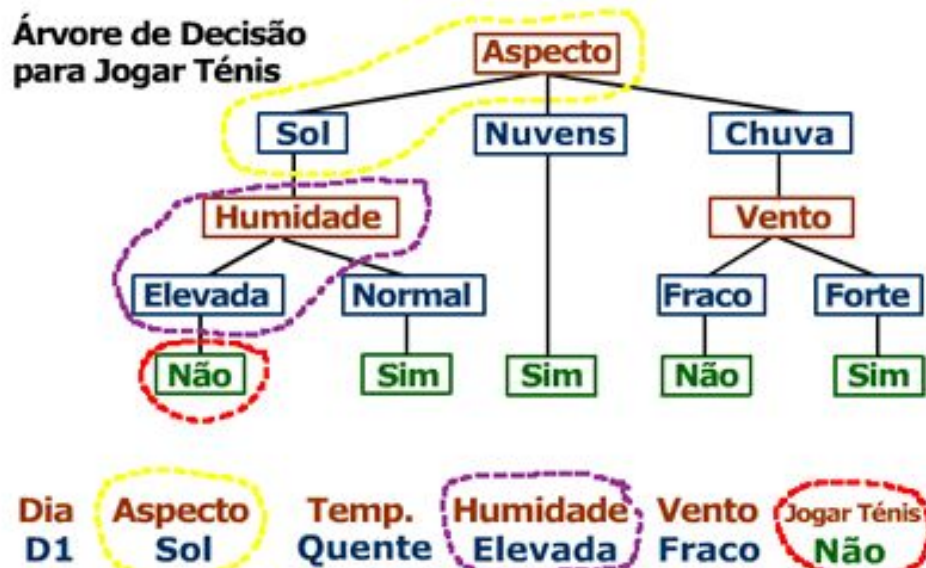 Árvore de Decisão
para Jogar Ténis
Aspecto
Sol Nuvens Chuva
Humidade Vento
Elevada Normal Fraco Forte
Não Sim Sim Não Sim
Dia Aspecto Temp. Humidade Vento Jogar Ténis
D1 Sol Quente Elevada Fraco Não